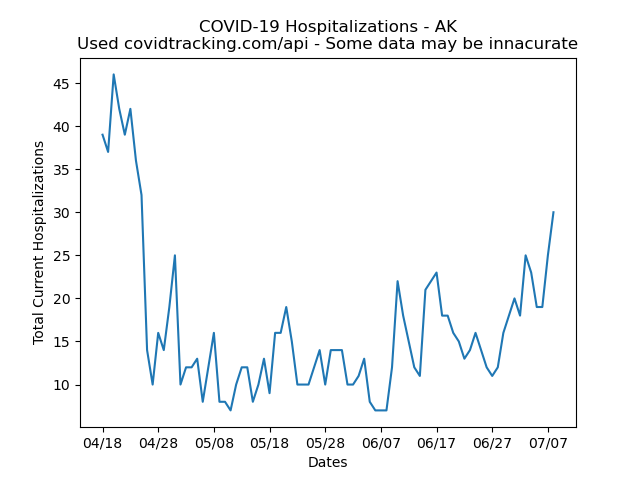 COVID-19 Hospitalizations - AK
Used covidtracking.com/api - Some data may be innacurate
Total Current Hospitalizations
45
40
35
30
25
20
15
10
04/18 04/28 05/08 05/18 05/28 06/07 06/17 06/27 07/07
Dates